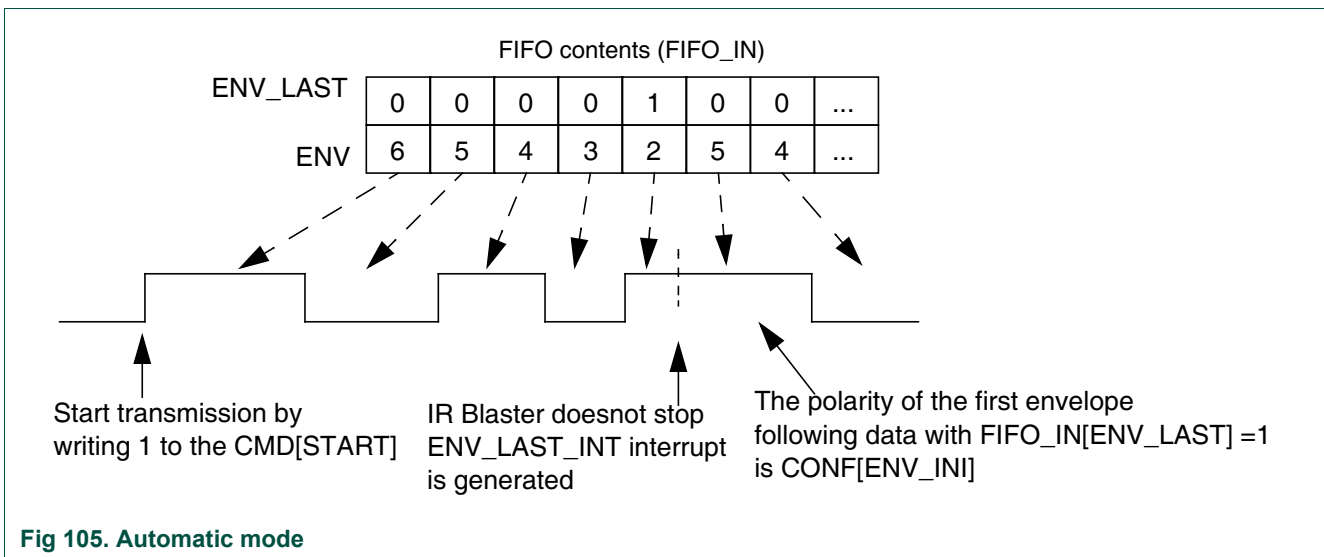 FIFO contents (FIFO_IN)
ENV_LAST 0 0 0 0 1 0 0 ...
ENV 6 5 4 3 2 5 4 ...
Start transmission by
writing 1 to the CMD[START]
IR Blaster doesnot stop
ENV_LAST_INT interrupt
is generated
The polarity of the first envelope
following data with FIFO_IN[ENV_LAST] =1
is CONF[ENV_INI]
Fig 105. Automatic mode